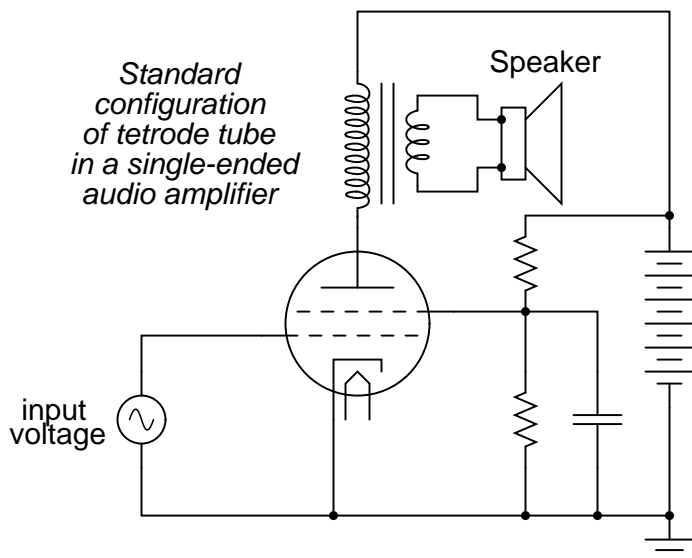 Standard
configuration
of tetrode tube
in a single-ended
audio amplifier
Speaker
input
voltage